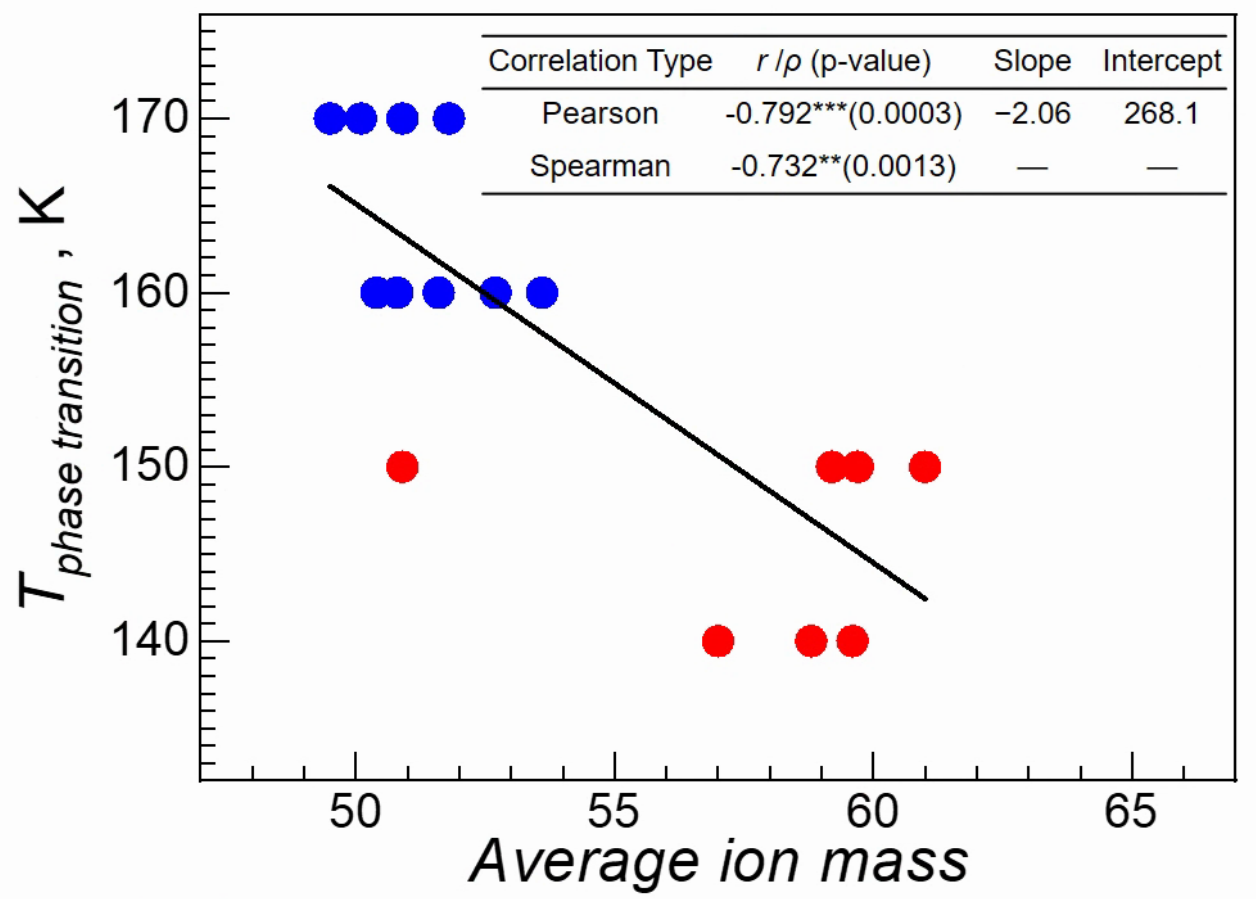 Correlation Type r /ρ (p-value) Slope Intercept
Pearson -0.792***(0.0003) −2.06 268.1
Spearman -0.732**(0.0013) — —
170
160
150
140
T phase transition , K
50 55 60 65
Average ion mass